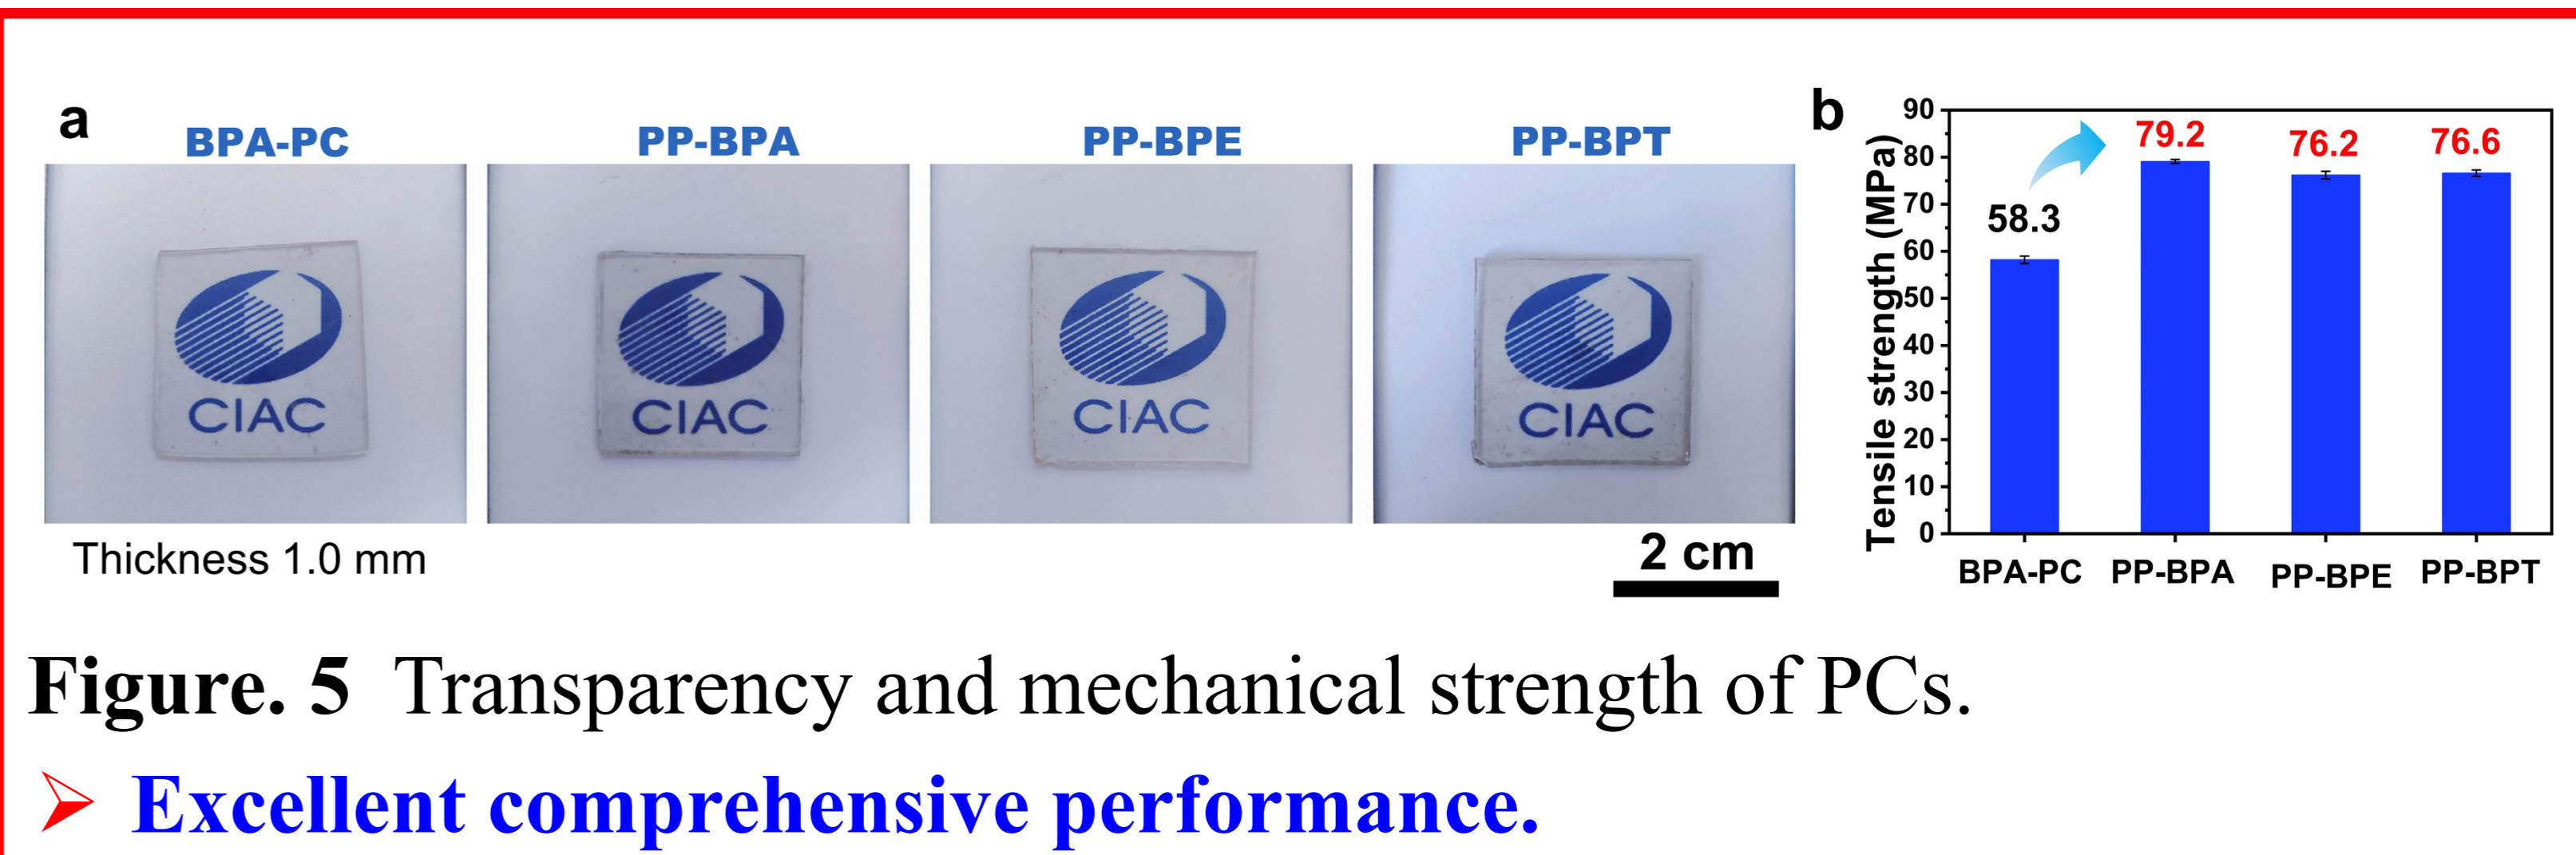 a
BPA-PC
PP-BPA
PP-BPE
PP-BPT
CIAC
CIAC
CIAC
CIAC
Thickness 1.0 mm
2 cm
b
Tensile strength (MPa)
90
80
70
60
50
40
30
20
10
0
58.3
79.2
76.2
76.6
BPA-PC
PP-BPA
PP-BPE
PP-BPT
Figure. 5 Transparency and mechanical strength of PCs.
Excellent comprehensive performance.